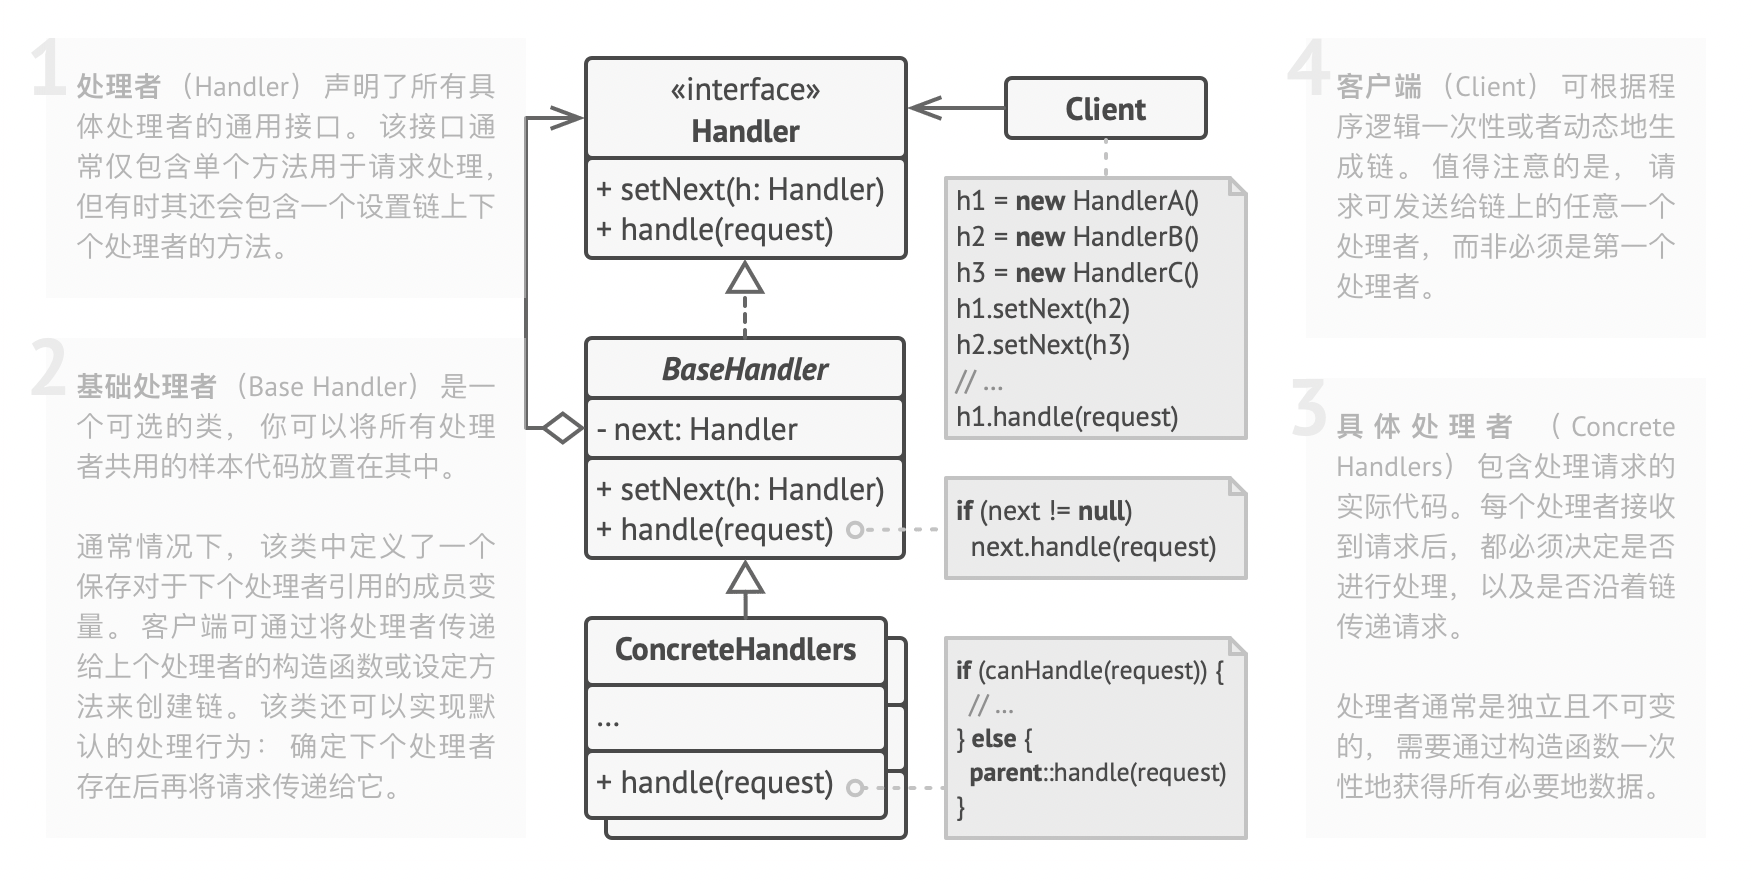 1
处理者 （Handler） 声明了所有具
体处理者的通用接口。 该接口通
常仅包含单个方法用于请求处理，
但有时其还会包含一个设置链上下
个处理者的方法。
2
基础处理者 （Base Handler） 是一
个可选的类， 你可以将所有处理
者共用的样本代码放置在其中。
通常情况下， 该类中定义了一个
保存对于下个处理者引用的成员变
量。 客户端可通过将处理者传递
给上个处理者的构造函数或设定方
法来创建链。 该类还可以实现默
认的处理行为： 确定下个处理者
存在后再将请求传递给它。
«interface»
Handler
+ setNext(h: Handler)
+ handle(request)
BaseHandler
- next: Handler
+ setNext(h: Handler)
+ handle(request)
ConcreteHandlers
...
+ handle(request)
Client
h1 = new HandlerA()
h2 = new HandlerB()
h3 = new HandlerC()
h1.setNext(h2)
h2.setNext(h3)
// ...
h1.handle(request)
if (next != null)
next.handle(request)
if (canHandle(request)) {
// ...
} else {
parent::handle(request)
}
4
客户端 （Client） 可根据程
序逻辑一次性或者动态地生
成链。 值得注意的是， 请
求可发送给链上的任意一个
处理者， 而非必须是第一个
处理者。
3
具体处理者 （Concrete
Handlers） 包含处理请求的
实际代码。 每个处理者接收
到请求后， 都必须决定是否
进行处理， 以及是否沿着链
传递请求。
处理者通常是独立且不可变
的， 需要通过构造函数一次
性地获得所有必要地数据。